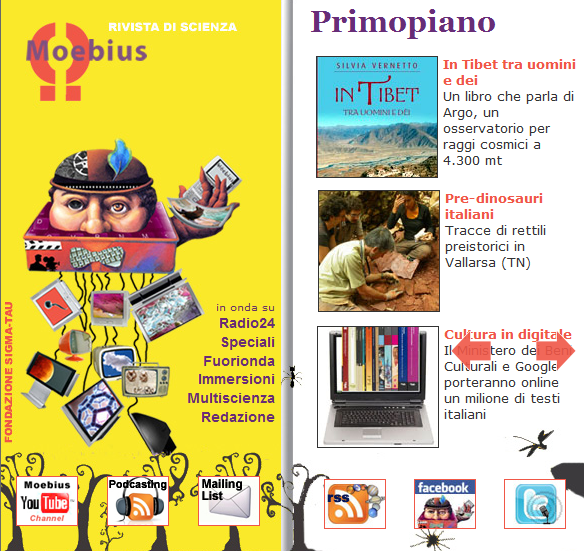 RIVISTA DI SCIENZA
Moebius
FONDAZIONE SIGMA-TAU
in onda su
Radio24
Speciali
Fuorionda
Immersioni
Multiscienza
Redazione
Moebius
YouTube
Channel
Podcasting
Mailing
List
Primopiano
SILVIA VERNETTO
IN TIBET
TRA UOMINI E DÈI
In Tibet tra uomini
e dei
Un libro che parla di
Argo, un
osservatorio per
raggi cosmici a
4.300 mt
Pre-dinosauri
italiani
Tracce di rettili
preistorici in
Vallarsa (TN)
Cultura in digitale
Il Ministero dei Beni
Culturali e Google
porteranno online
un milione di testi
italiani
rss
facebook